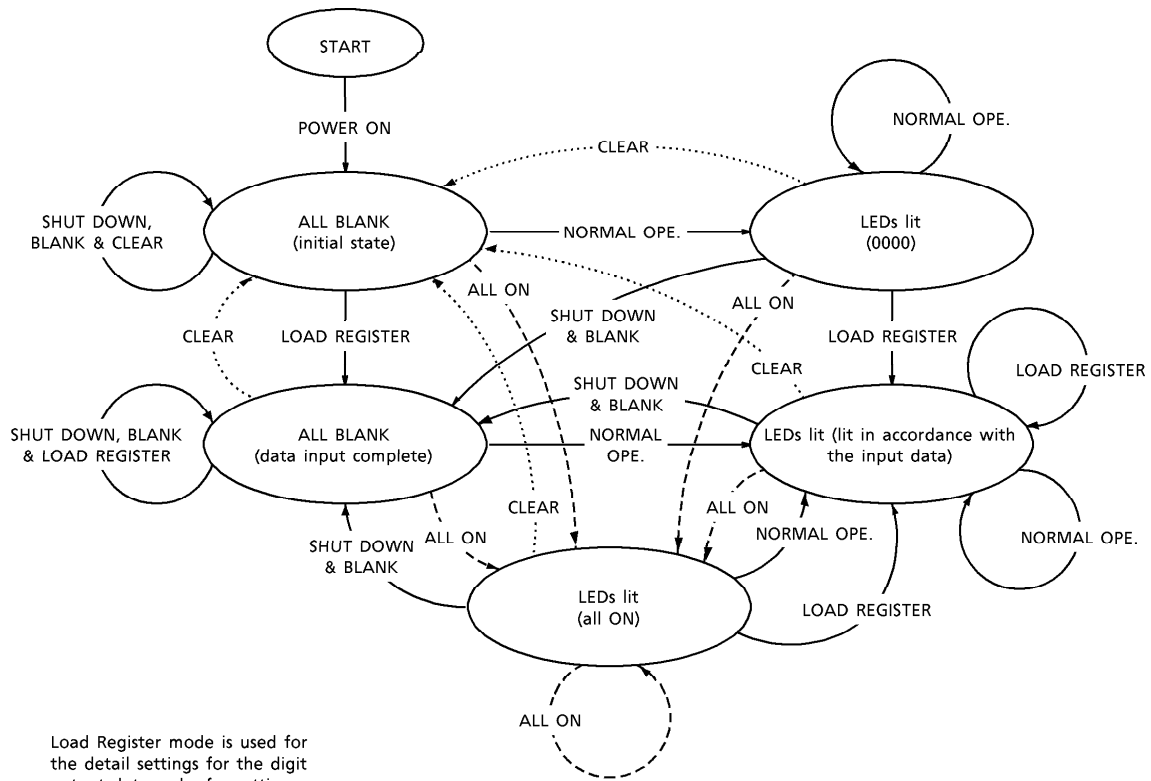 START
POWER ON
NORMAL OPE.
CLEAR
SHUT DOWN,
BLANK & CLEAR
ALL BLANK
(initial state)
NORMAL OPE.
LEDs lit
(0000)
ALL ON
ALL ON
SHUT DOWN
& BLANK
CLEAR
LOAD REGISTER
LOAD REGISTER
CLEAR
LOAD REGISTER
SHUT DOWN
& BLANK
SHUT DOWN, BLANK
& LOAD REGISTER
ALL BLANK
(data input complete)
NORMAL
OPE.
LEDs lit (lit in accordance with
the input data)
CLEAR
ALL ON
ALL ON
NORMAL OPE.
NORMAL OPE.
SHUT DOWN
& BLANK
LEDs lit
(all ON)
LOAD REGISTER
ALL ON
Load Register mode is used for
the detail settings for the digit